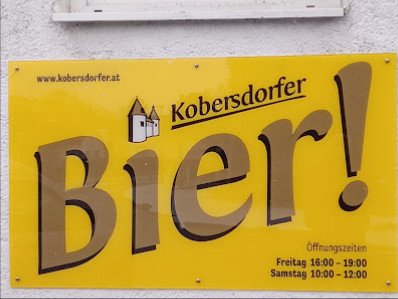 www.kobersdorfer.at
Kobersdorfer
Bier!
Öffnungszeiten
Freitag 16:00 – 19:00
Samstag 10:00 – 12:00